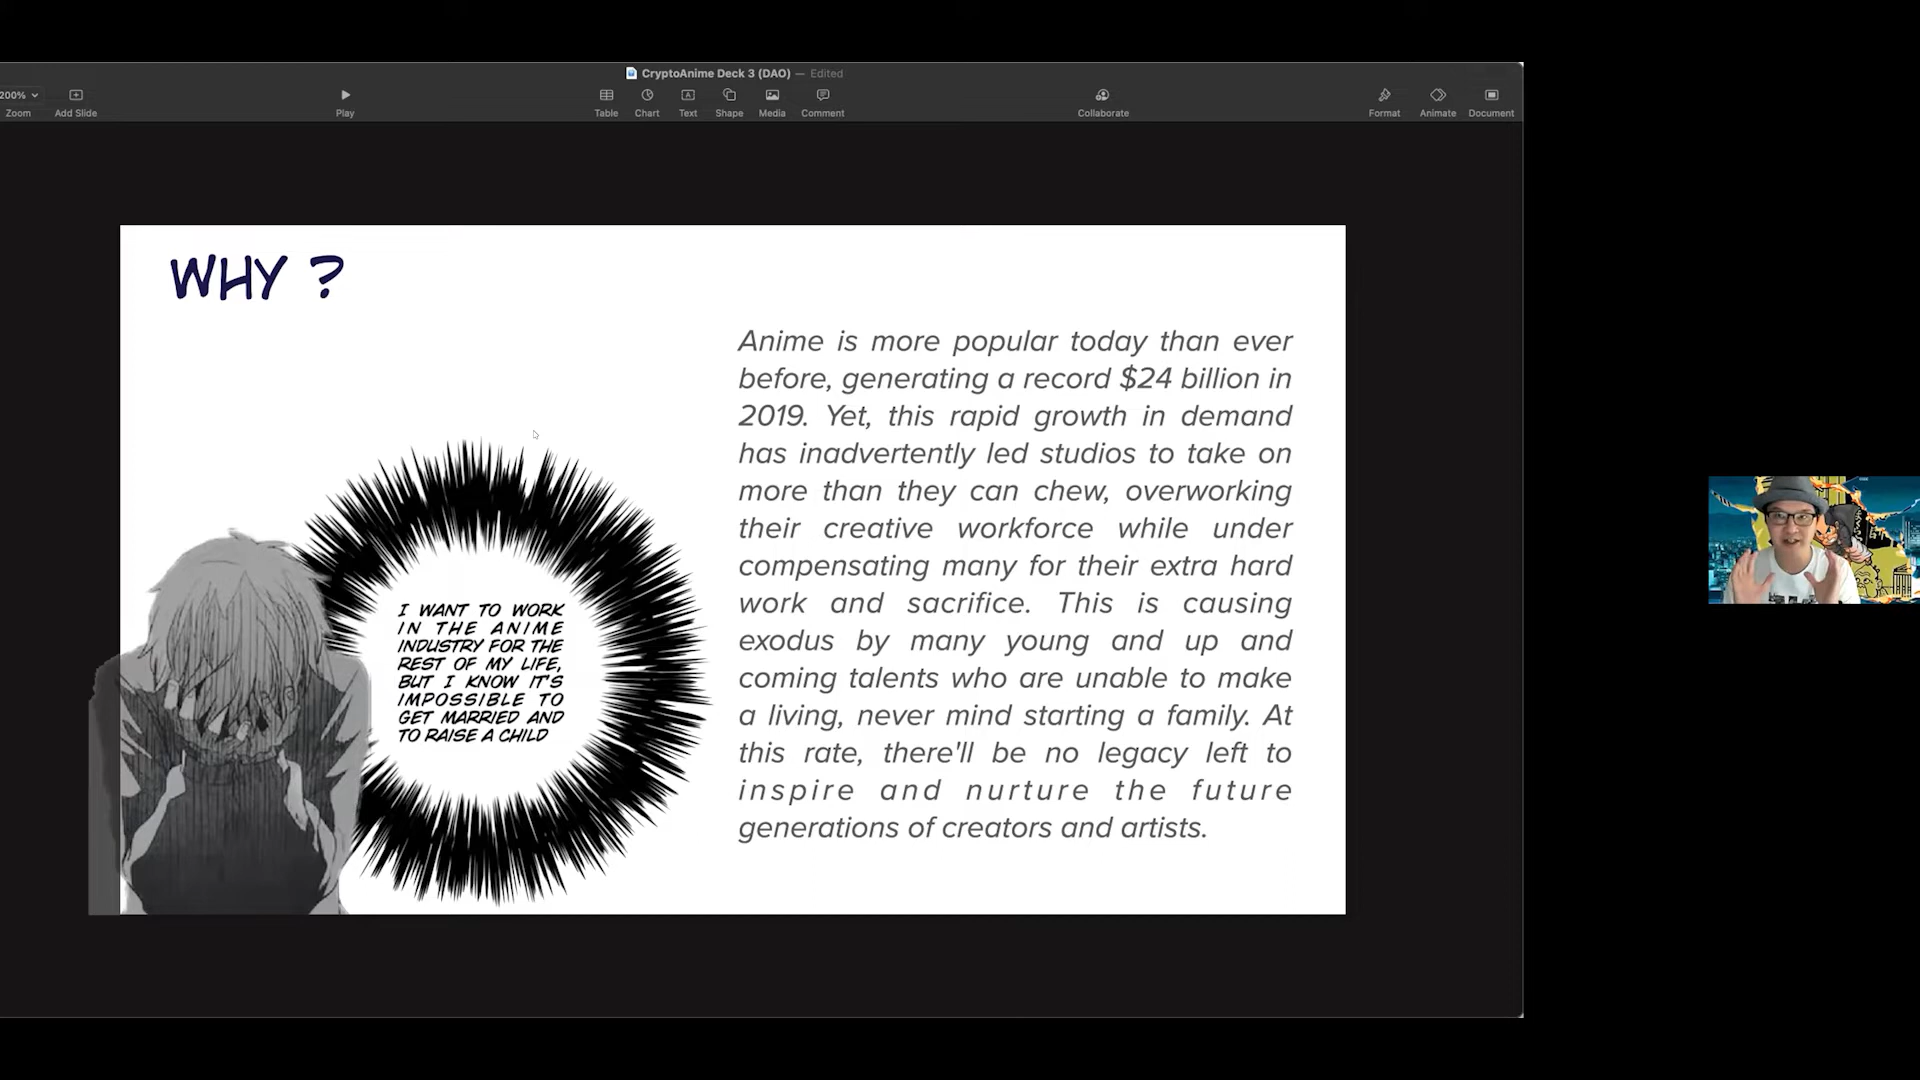 CryptoAnime Deck 3 (DAO) — Edited
200%
Zoom
Add Slide
Play
Table
Chart
Text
Shape
Media
Comment
Collaborate
Format
Animate
Document
WHY ?
I WANT TO WORK
IN THE ANIME
INDUSTRY FOR THE
REST OF MY LIFE,
BUT I KNOW IT'S
IMPOSSIBLE TO
GET MARRIED AND
TO RAISE A CHILD
Anime is more popular today than ever
before, generating a record $24 billion in
2019. Yet, this rapid growth in demand
has inadvertently led studios to take on
more than they can chew, overworking
their creative workforce while under
compensating many for their extra hard
work and sacrifice. This is causing
exodus by many young and up and
coming talents who are unable to make
a living, never mind starting a family. At
this rate, there'll be no legacy left to
inspire and nurture the future
generations of creators and artists.